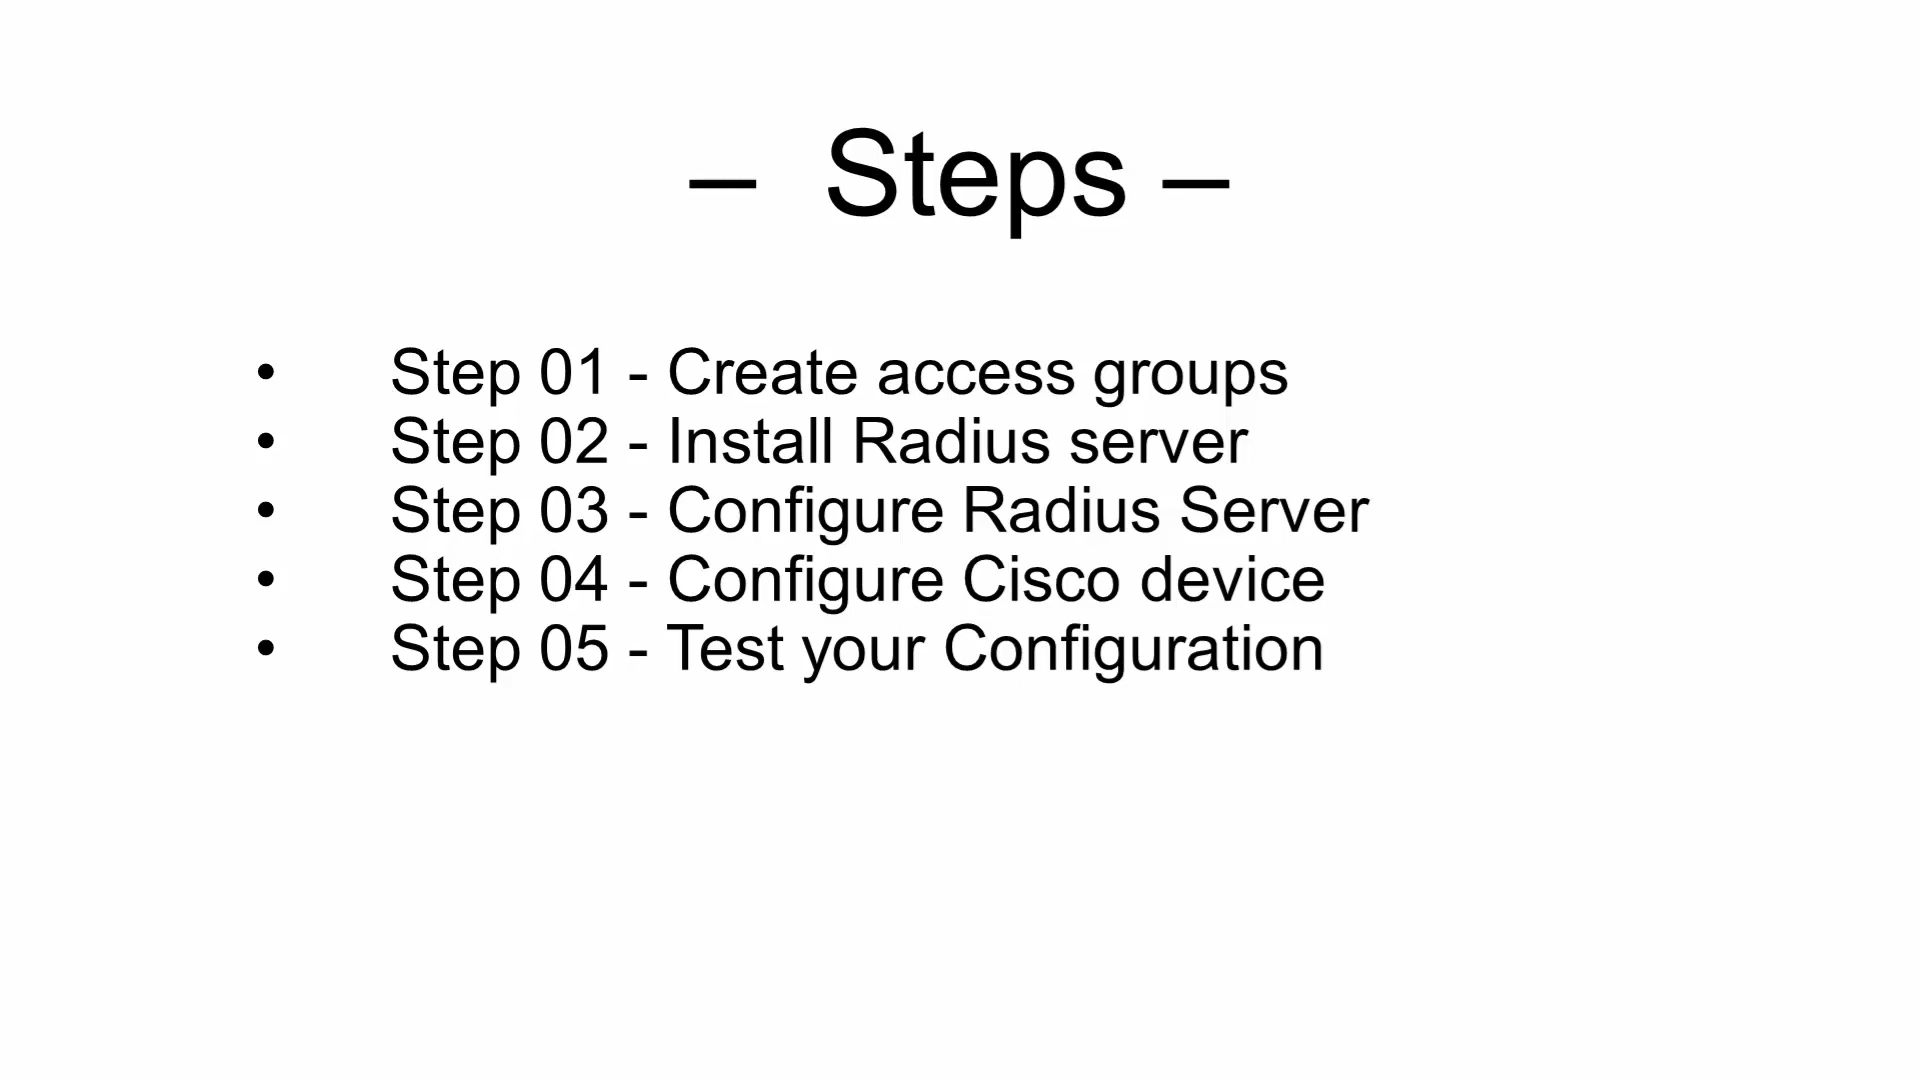 – Steps –
• Step 01 - Create access groups
• Step 02 - Install Radius server
• Step 03 - Configure Radius Server
• Step 04 - Configure Cisco device
• Step 05 - Test your Configuration